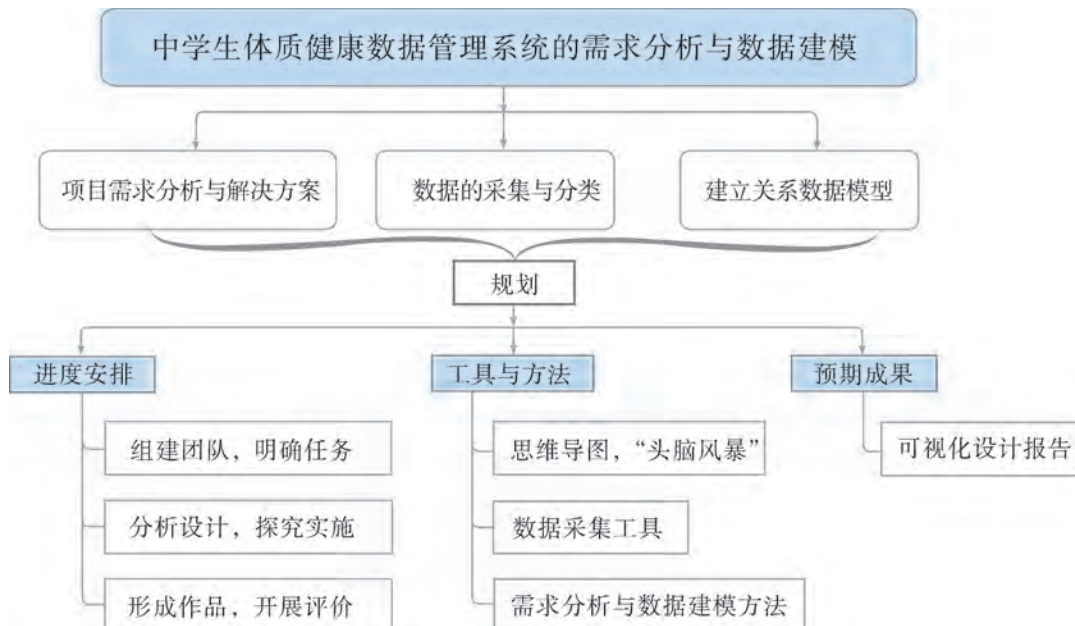 中学生体质健康数据管理系统的需求分析与数据建模
项目需求分析与解决方案
数据的采集与分类
建立关系数据模型
规划
进度安排
工具与方法
预期成果
组建团队，明确任务
思维导图，“头脑风暴”
可视化设计报告
分析设计，探究实施
数据采集工具
形成作品，开展评价
需求分析与数据建模方法